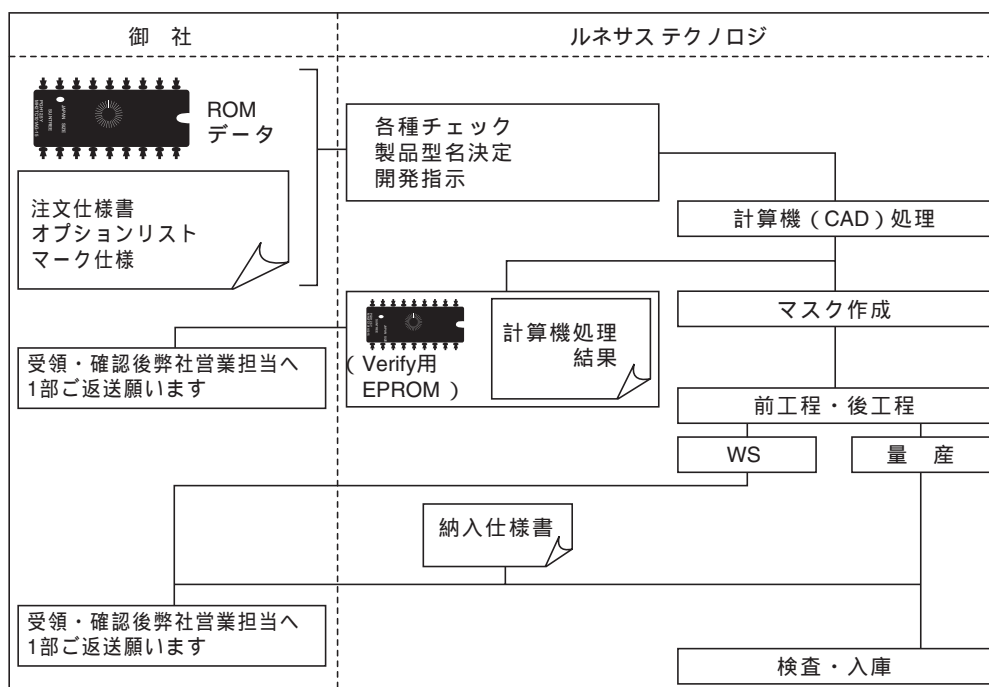 御 社
ルネサス テクノロジ
ROM
データ
注文仕様書
オプションリスト
マーク仕様
各種チェック
製品型名決定
開発指示
計算機(CAD)処理
マスク作成
計算機処理
結果
(Verify用
EPROM )
受領・確認後弊社営業担当へ
1部ご返送願います
前工程・後工程
WS
量 産
納入仕様書
受領・確認後弊社営業担当へ
1部ご返送願います
検査・入庫